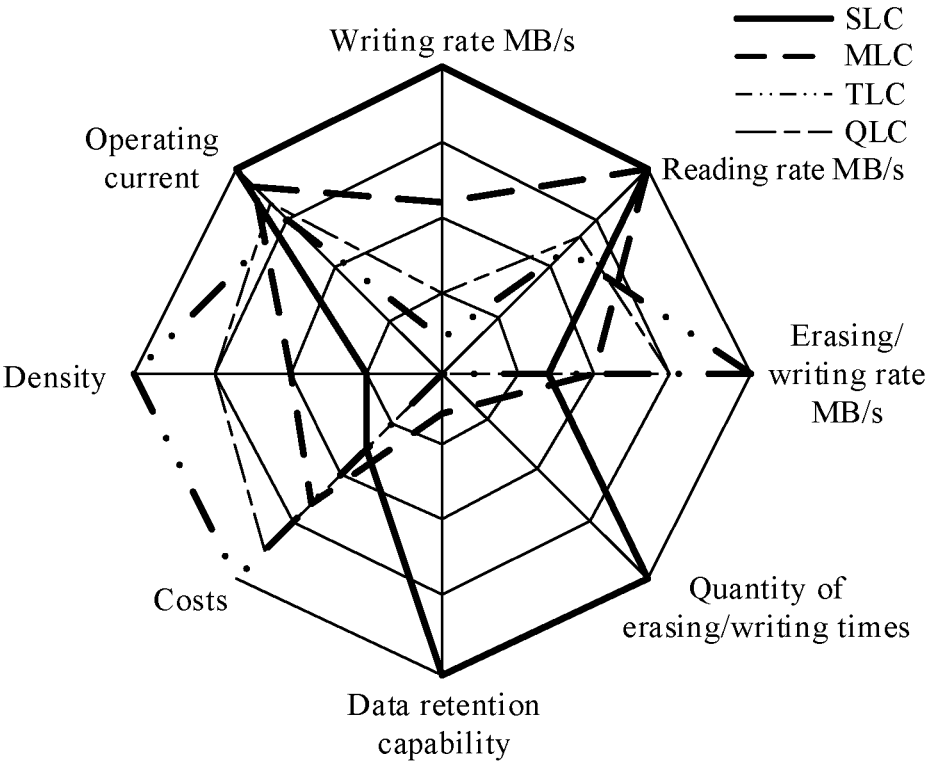 SLC
MLC
TLC
QLC
Writing rate MB/s
Operating
current
Reading rate MB/s
Density
Erasing/
writing rate
MB/s
Costs
Quantity of
erasing/writing times
Data retention
capability